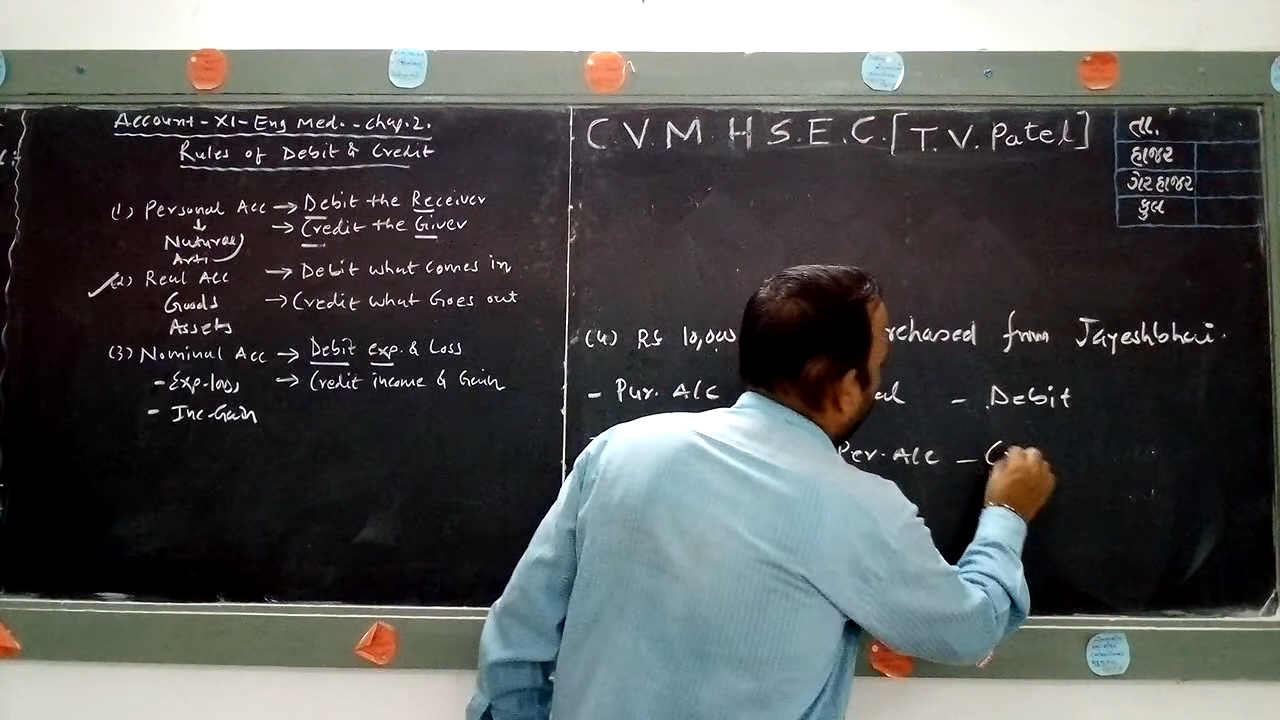 Account-XI-Eng Med.-Chap.2.
Rules of Debit & Credit
(1) Personal Acc → Debit the Receiver
→ Credit the Giver
Natural
Arti
(2) Real Acc → Debit what comes in
Goods → Credit what Goes out
Assets
(3) Nominal Acc → Debit exp. & Loss
- Exp-loss → Credit income & Gain
- Inc-Gain
C. V. M. H. S. E. C. [T. V. Patel]
તા.
હાજર
ગેરહાજર
કુલ
(4) RS 10,000 rchased from Jayeshbhai.
- Pur. A/c al - Debit
Per. A/c - C